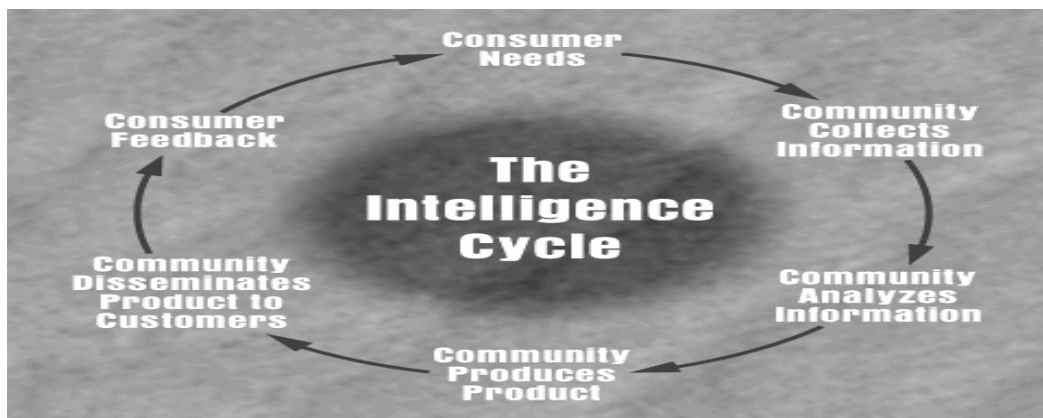 The
Intelligence
Cycle
Consumer
Needs
Community
Collects
Information
Community
Analyzes
Information
Community
Produces
Product
Community
Disseminates
Product to
Customers
Consumer
Feedback